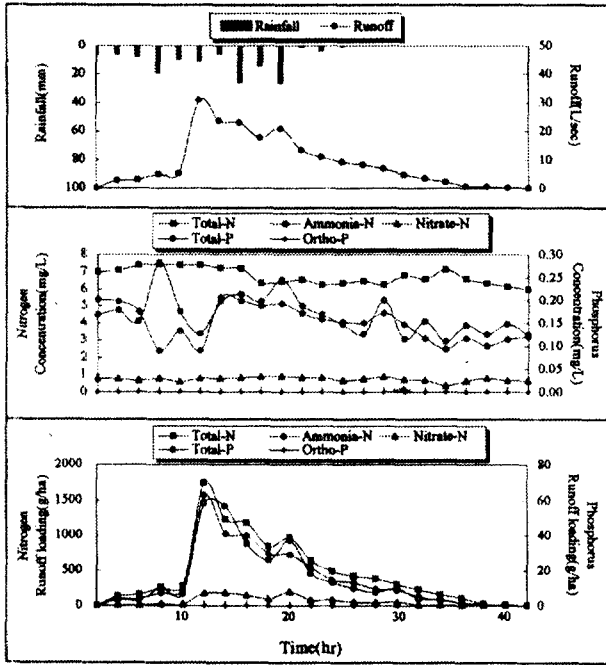 Rainfall Runoff
Rainfall(mm)
0
20
40
60
80
100
Runoff(L/sec)
50
40
30
20
10
0
Total-N Ammonia-N Nitrate-N
Total-P Ortho-P
Nitrogen
Concentration(mg/L)
8
7
6
5
4
3
2
1
0
Phosphorus
Concentration(mg/L)
0.30
0.25
0.20
0.15
0.10
0.05
0.00
Total-N Ammonia-N Nitrate-N
Total-P Ortho-P
Nitrogen
Runoff loading(g/ha)
2000
1500
1000
500
0
Phosphorus
Runoff loading(g/ha)
80
60
40
20
0
0 10 20 30 40
Time(hr)